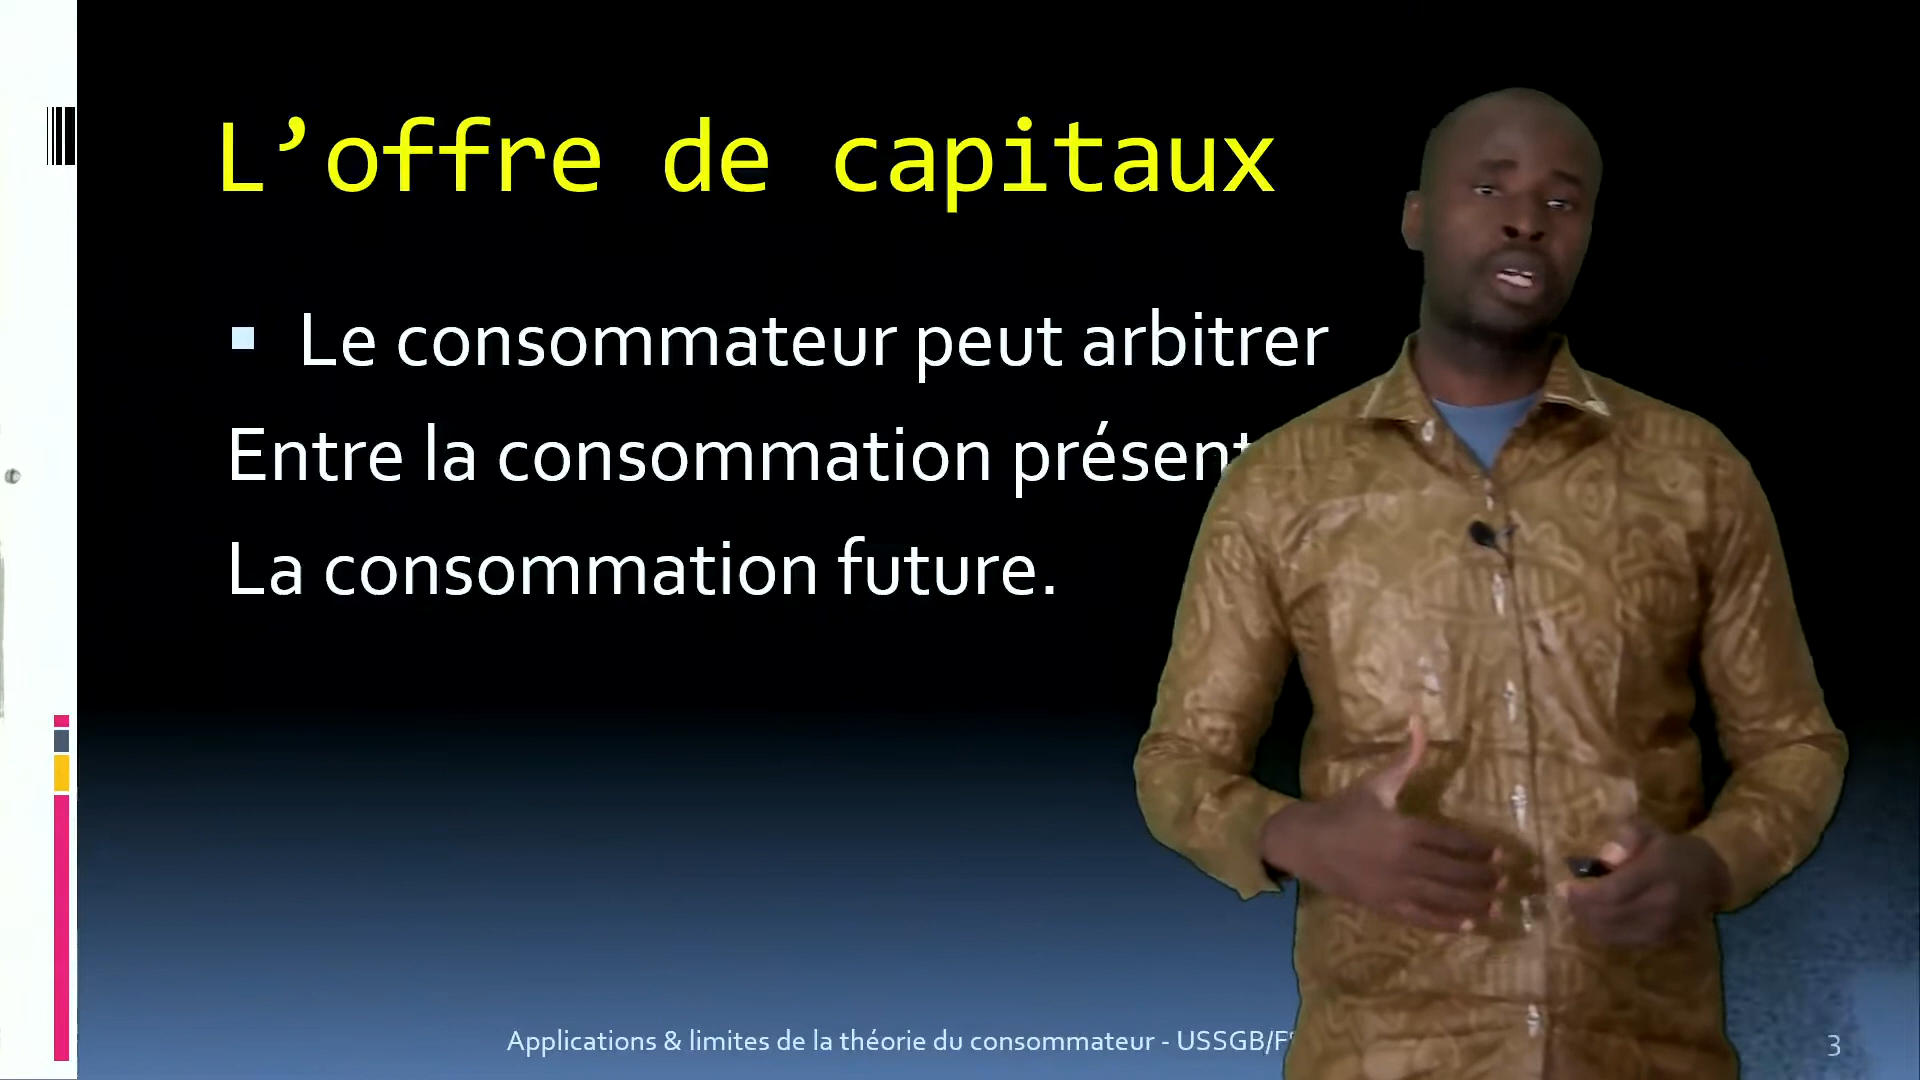 L’offre de capitaux
Le consommateur peut arbitrer
Entre la consommation
La consommation future.
Applications & limites de la théorie du consommateur - USSGB/
3